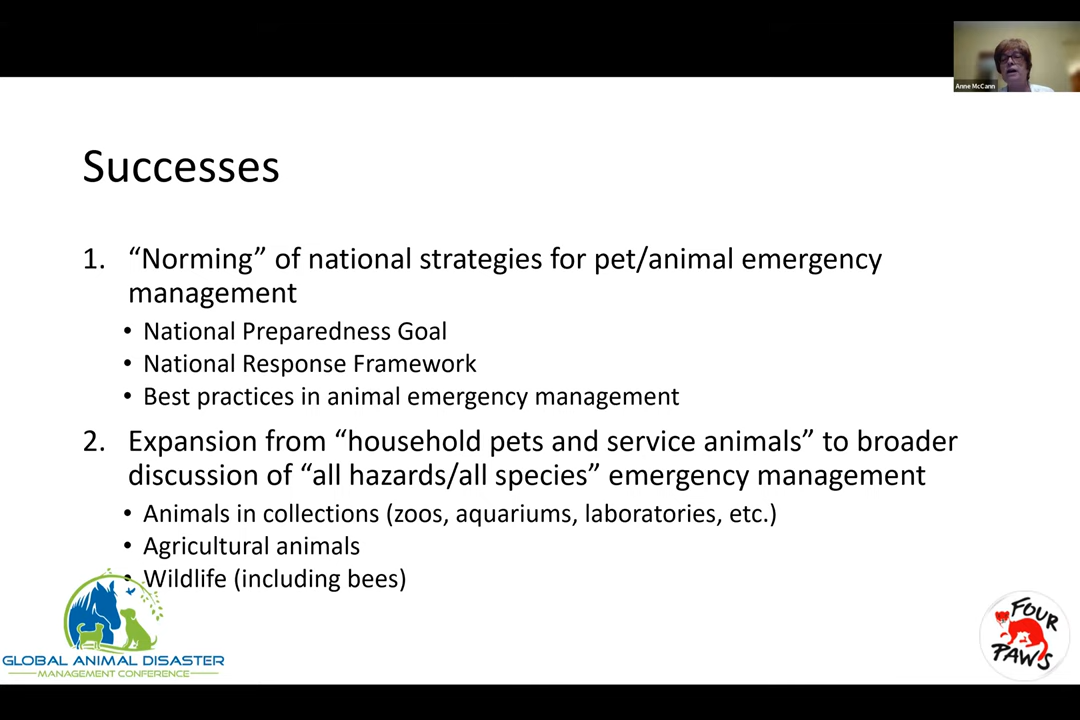 Anne McCann
Successes
1. “Norming” of national strategies for pet/animal emergency
management
• National Preparedness Goal
• National Response Framework
• Best practices in animal emergency management
2. Expansion from “household pets and service animals” to broader
discussion of “all hazards/all species” emergency management
• Animals in collections (zoos, aquariums, laboratories, etc.)
• Agricultural animals
• Wildlife (including bees)
GLOBAL ANIMAL DISASTER
MANAGEMENT CONFERENCE
FOUR
PAWS